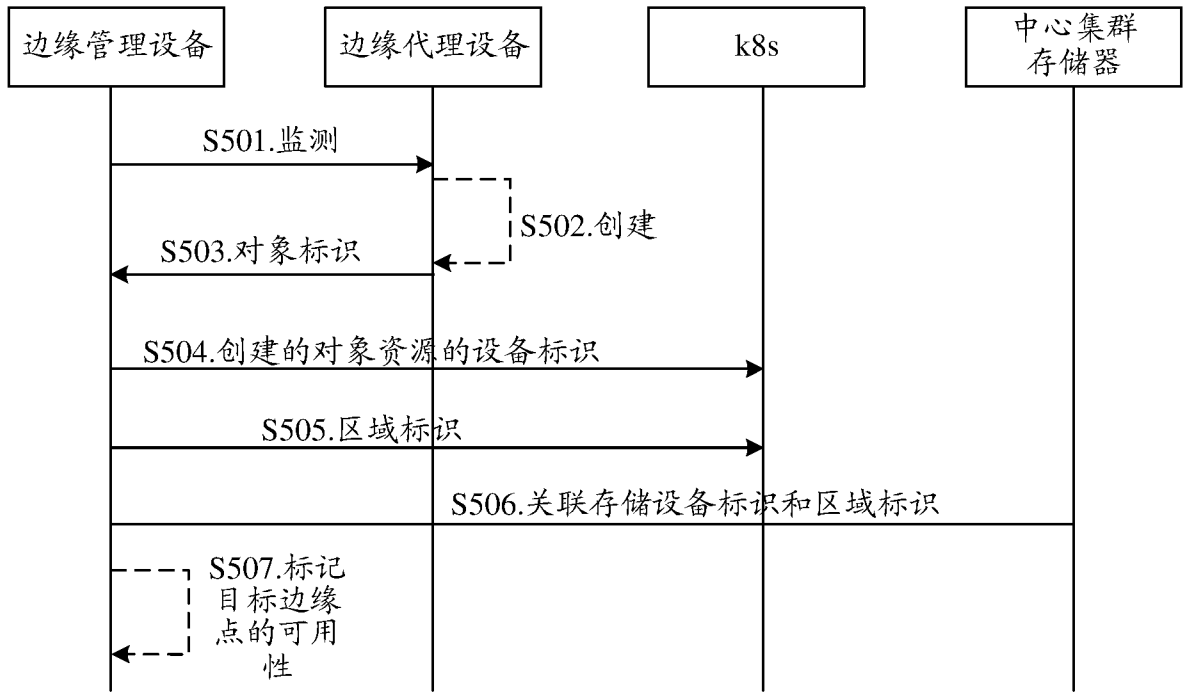 边缘管理设备
边缘代理设备
k8s
中心集群
存储器
S501.监测
S502.创建
S503.对象标识
S504.创建的对象资源的设备标识
S505.区域标识
S506.关联存储设备标识和区域标识
S507.标记
目标边缘
点的可用
性